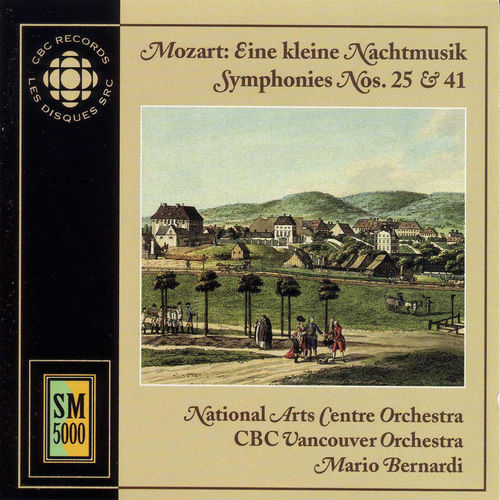 CBC RECORDS
LES DISQUES SRC
Mozart: Eine kleine Nachtmusik
Symphonies Nos. 25 & 41
National Arts Centre Orchestra
CBC Vancouver Orchestra
Mario Bernardi
SM
5000